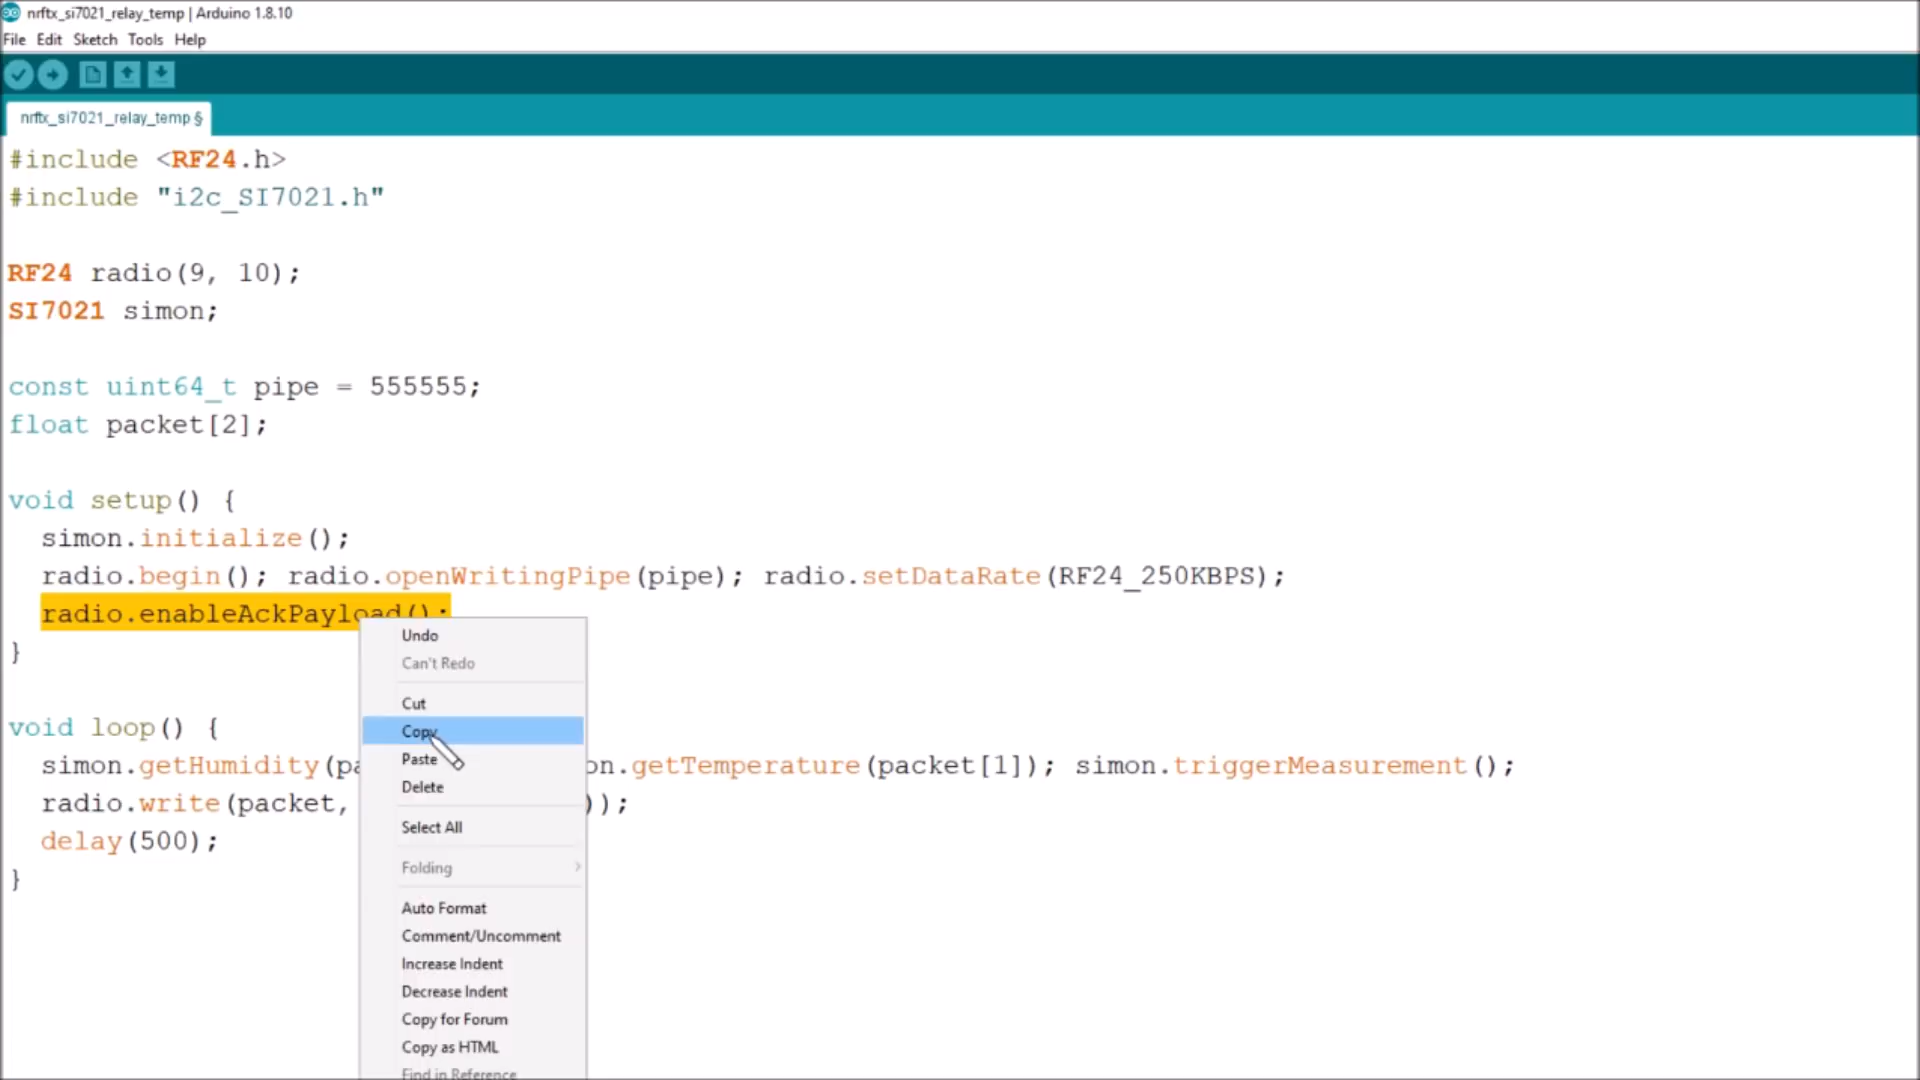 nrftx_si7021_relay_temp | Arduino 1.8.10
File Edit Sketch Tools Help
nrftx_si7021_relay_temp §
#include <RF24.h>
#include "i2c_SI7021.h"
RF24 radio(9, 10);
SI7021 simon;
const uint64_t pipe = 555555;
float packet[2];
void setup() {
simon.initialize();
radio.begin(); radio.openWritingPipe(pipe); radio.setDataRate(RF24_250KBPS);
radio.enableAckPayload();
}
void loop() {
simon.getHumidity(pa on.getTemperature(packet[1]); simon.triggerMeasurement();
radio.write(packet, ));
delay(500);
}
Undo
Can't Redo
Cut
Copy
Paste
Delete
Select All
Folding
Auto Format
Comment/Uncomment
Increase Indent
Decrease Indent
Copy for Forum
Copy as HTML
Find in Reference